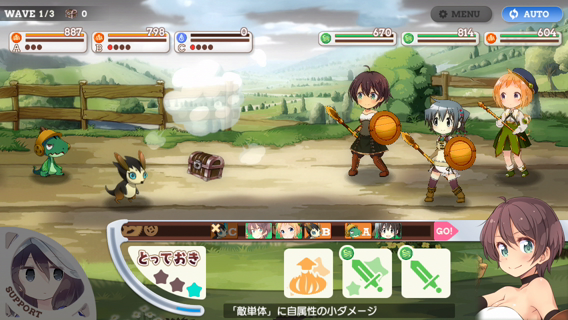 WAVE 1/3 0
MENU
AUTO
887
798
0
670
814
604
A
B
C
C
B
A
GO!
とっておき
SUPPORT
「敵単体」に自属性の小ダメージ